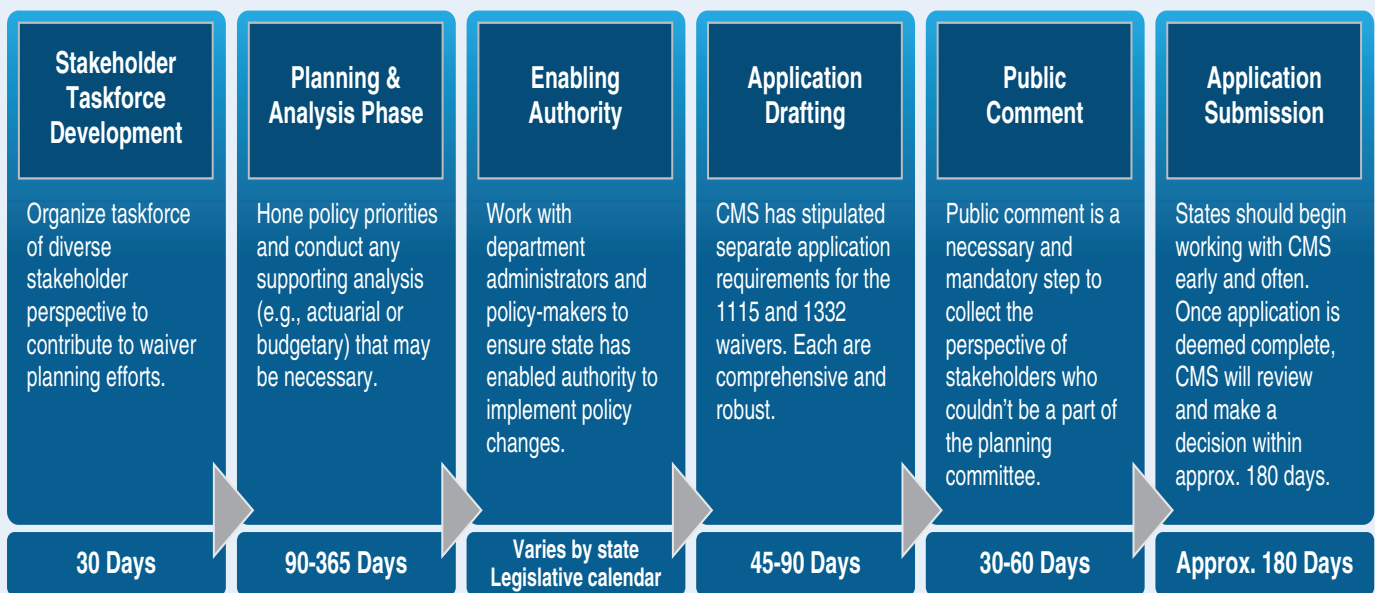 Stakeholder
Taskforce
Development
Organize taskforce
of diverse
stakeholder
perspective to
contribute to waiver
planning efforts.
30 Days
Planning &
Analysis Phase
Hone policy priorities
and conduct any
supporting analysis
(e.g., actuarial or
budgetary) that may
be necessary.
90-365 Days
Enabling
Authority
Work with
department
administrators and
policy-makers to
ensure state has
enabled authority to
implement policy
changes.
Varies by state
Legislative calendar
Application
Drafting
CMS has stipulated
separate application
requirements for the
1115 and 1332
waivers. Each are
comprehensive and
robust.
45-90 Days
Public
Comment
Public comment is a
necessary and
mandatory step to
collect the
perspective of
stakeholders who
couldn't be a part of
the planning
committee.
30-60 Days
Application
Submission
States should begin
working with CMS
early and often.
Once application is
deemed complete,
CMS will review
and make a
decision within
approx. 180 days.
Approx. 180 Days